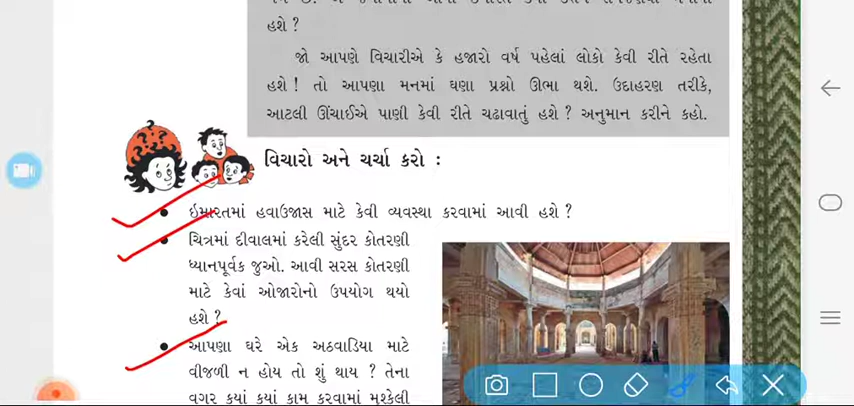 હશે ?
જો આપણે વિચારીએ કે હજારો વર્ષ પહેલાં લોકો કેવી રીતે રહેતા
હશે ! તો આપણા મનમાં ઘણા પ્રશ્નો ઊભા થશે. ઉદાહરણ તરીકે,
આટલી ઊંચાઈએ પાણી કેવી રીતે ચઢાવાતું હશે ? અનુમાન કરીને કહો.
વિચારો અને ચર્ચા કરો :
• ઇમારતમાં હવાઉજાસ માટે કેવી વ્યવસ્થા કરવામાં આવી હશે ?
• ચિત્રમાં દીવાલમાં કરેલી સુંદર કોતરણી
ધ્યાનપૂર્વક જુઓ. આવી સરસ કોતરણી
માટે કેવાં ઓજારોનો ઉપયોગ થયો
હશે ?
• આપણા ઘરે એક અઠવાડિયા માટે
વીજળી ન હોય તો શું થાય ? તેના
વગર કયાં કયાં કામ કરવામાં મુશ્કેલી